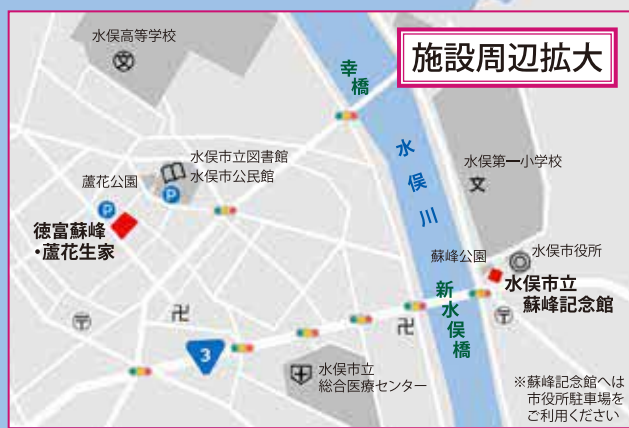 施設周辺拡大
水俣高等学校
幸橋
水俣川
水俣市立図書館
水俣市公民館
蘆花公園
P
P
徳富蘇峰
・蘆花生家
水俣第一小学校
蘇峰公園
水俣市役所
水俣市立
蘇峰記念館
新水俣橋
3
水俣市立
総合医療センター
※蘇峰記念館へは
市役所駐車場を
ご利用ください